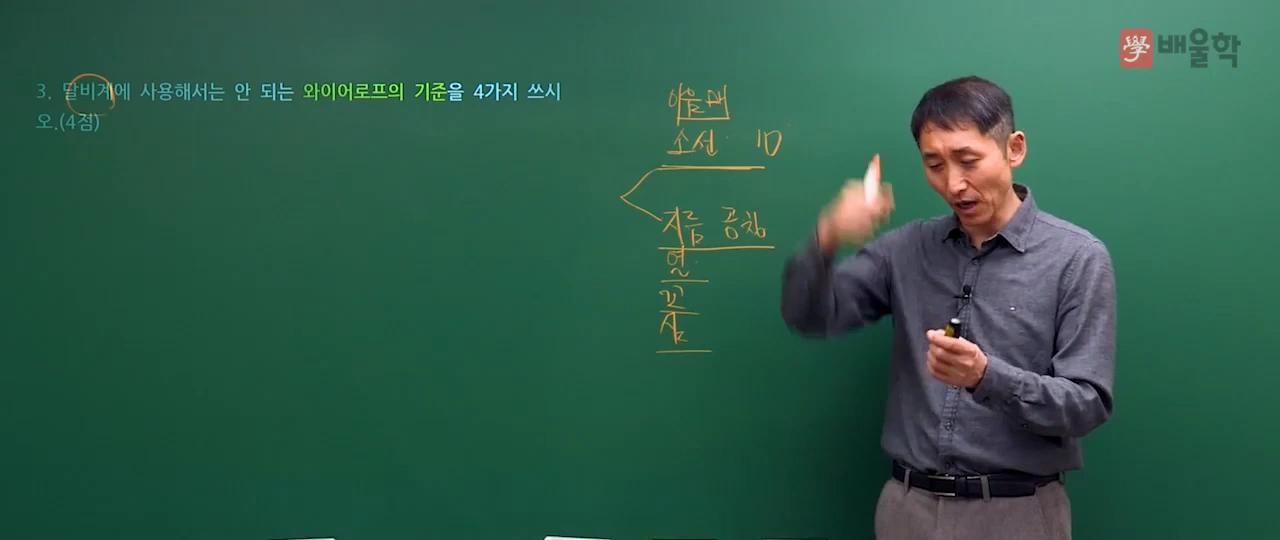 學 배울학
3. 달비계에 사용해서는 안 되는 와이어로프의 기준을 4가지 쓰시
오.(4점)
이음매
소선 10
지름 공칭
열
꼬
심